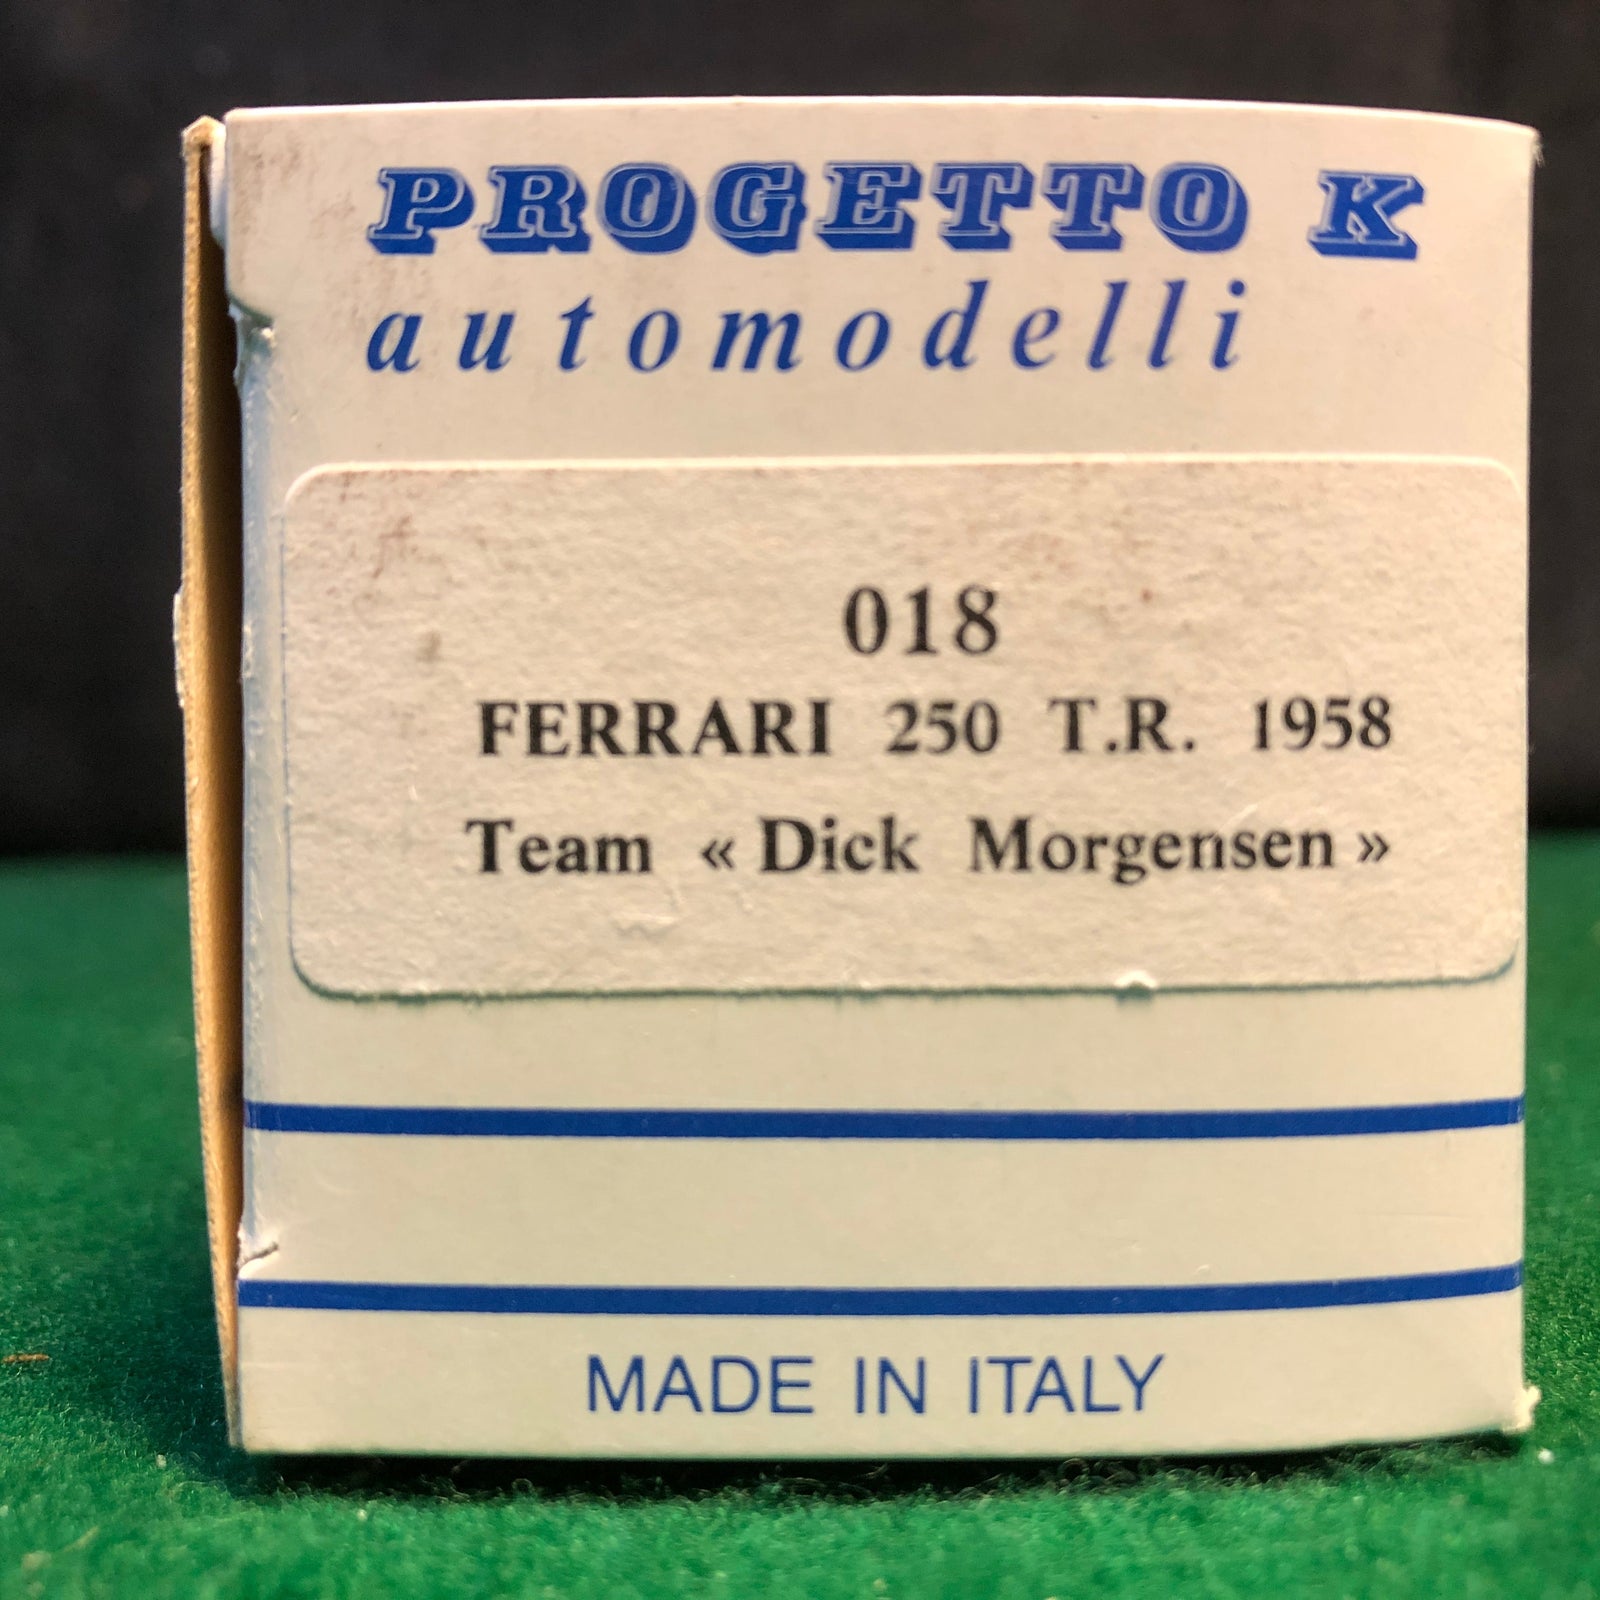 PROGETTO K
automodelli
018
FERRARI 250 T.R. 1958
Team « Dick Morgensen »
MADE IN ITALY